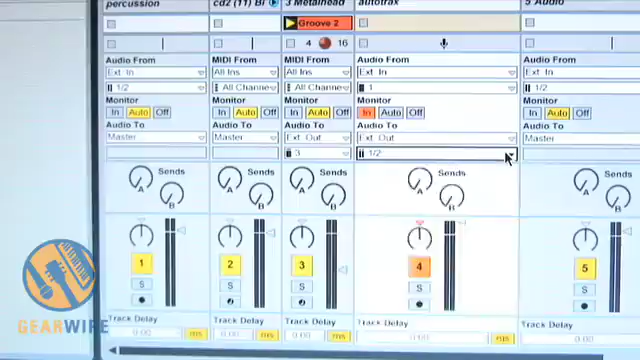 percussion
cd2 (11) Bi
3 Metalhead
autotrax
5 Audio
Groove 2
4
16
Audio From
MIDI From
MIDI From
Audio From
Audio From
Ext. In
All Ins
All Ins
Ext. In
Ext. In
1/2
All Channe
All Channe
1
1/2
Monitor
Monitor
Monitor
Monitor
Monitor
In Auto Off
In Auto Off
In Auto Off
In Auto Off
In Auto Off
Audio To
Audio To
Audio To
Audio To
Audio To
Master
Master
Ext. Out
Ext. Out
Master
3
1/2
Sends
Sends
Sends
Sends
Sends
A
A
A
A
A
B
B
B
B
B
1
2
3
4
5
S
S
S
S
S
Track Delay
Track Delay
Track Delay
Track Delay
Track Delay
0.00 ms
0.00 ms
0.00 ms
0.00 ms
0.00
GEARWIRE